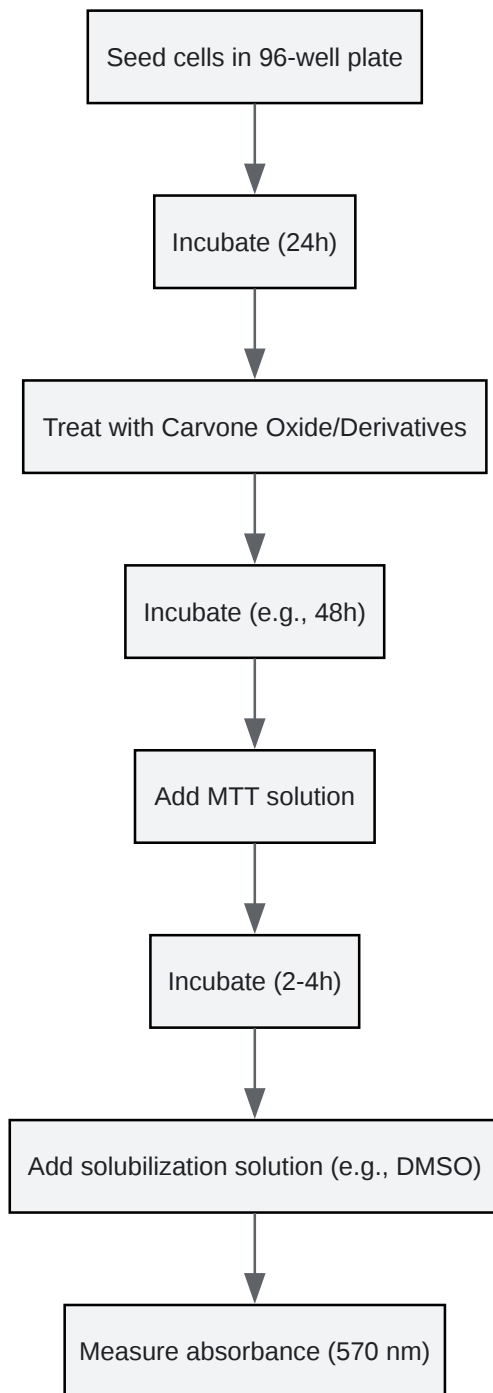 Seed cells in 96-well plate
Incubate (24h)
Treat with Carvone Oxide/Derivatives
Incubate (e.g., 48h)
Add MTT solution
Incubate (2-4h)
Add solubilization solution (e.g., DMSO)
Measure absorbance (570 nm)